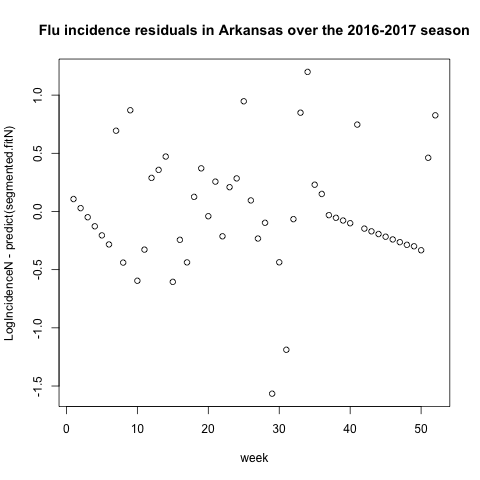 Flu incidence residuals in Arkansas over the 2016-2017 season
LogIncidenceN - predict(segmented.fitN)
1.0
0.5
0.0
-0.5
-1.0
-1.5
0 10 20 30 40 50
week